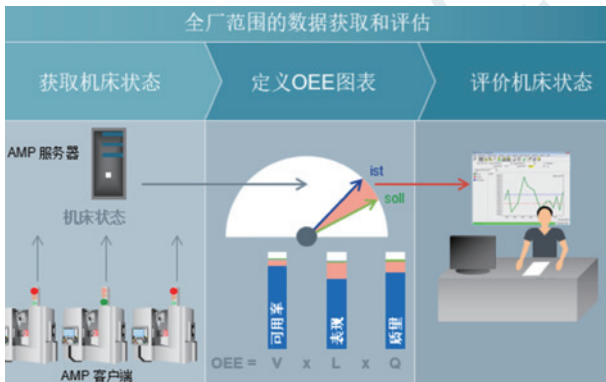 全厂范围的数据获取和评估
获取机床状态
定义OEE图表
评价机床状态
AMP 服务器
机床状态
ist
soll
可用率
表现
质量
OEE = V x L x Q
AMP 客户端